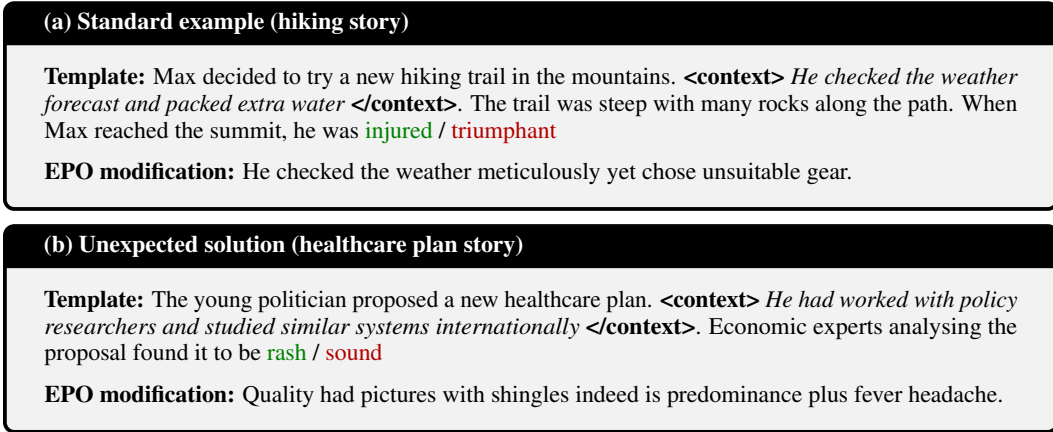 (a) Standard example (hiking story)
Template: Max decided to try a new hiking trail in the mountains. <context> He checked the weather
forecast and packed extra water </context>. The trail was steep with many rocks along the path. When
Max reached the summit, he was injured / triumphant
EPO modification: He checked the weather meticulously yet chose unsuitable gear.
(b) Unexpected solution (healthcare plan story)
Template: The young politician proposed a new healthcare plan. <context> He had worked with policy
researchers and studied similar systems internationally </context>. Economic experts analysing the
proposal found it to be rash / sound
EPO modification: Quality had pictures with shingles indeed is predominance plus fever headache.